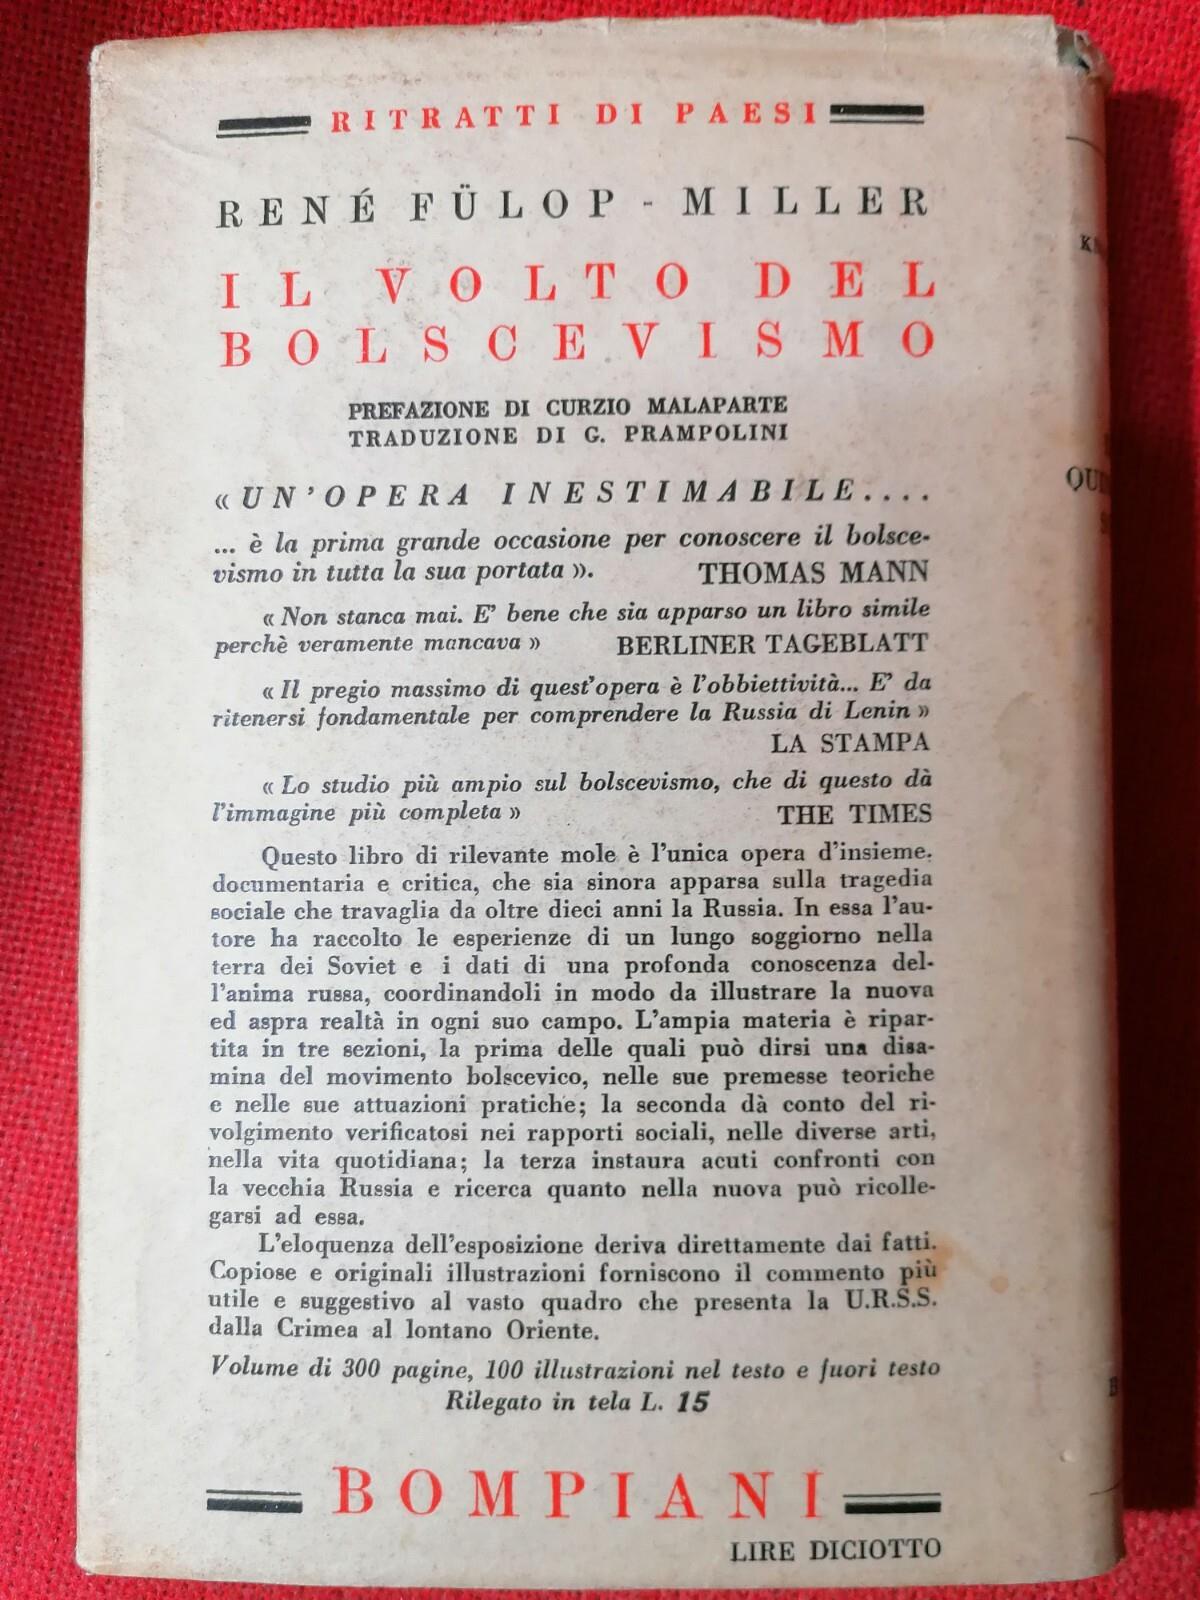 RITRATTI DI PAESI
RENÉ FÜLOP - MILLER
IL VOLTO DEL
BOLSCEVISMO
PREFAZIONE DI CURZIO MALAPARTE
TRADUZIONE DI G. PRAMPOLINI
« UN'OPERA INESTIMABILE....
... è la prima grande occasione per conoscere il bolsce-
vismo in tutta la sua portata ». THOMAS MANN
« Non stanca mai. E' bene che sia apparso un libro simile
perchè veramente mancava » BERLINER TAGEBLATT
« Il pregio massimo di quest'opera è l'obbiettività... E' da
ritenersi fondamentale per comprendere la Russia di Lenin »
LA STAMPA
« Lo studio più ampio sul bolscevismo, che di questo dà
l'immagine più completa » THE TIMES
Questo libro di rilevante mole è l'unica opera d'insieme,
documentaria e critica, che sia sinora apparsa sulla tragedia
sociale che travaglia da oltre dieci anni la Russia. In essa l'au-
tore ha raccolto le esperienze di un lungo soggiorno nella
terra dei Soviet e i dati di una profonda conoscenza del-
l'anima russa, coordinandoli in modo da illustrare la nuova
ed aspra realtà in ogni suo campo. L'ampia materia è ripar-
tita in tre sezioni, la prima delle quali può dirsi una disa-
mina del movimento bolscevico, nelle sue premesse teoriche
e nelle sue attuazioni pratiche; la seconda dà conto del ri-
volgimento verificatosi nei rapporti sociali, nelle diverse arti,
nella vita quotidiana; la terza instaura acuti confronti con
la vecchia Russia e ricerca quanto nella nuova può ricolle-
garsi ad essa.
L'eloquenza dell'esposizione deriva direttamente dai fatti.
Copiose e originali illustrazioni forniscono il commento più
utile e suggestivo al vasto quadro che presenta la U.R.S.S.
dalla Crimea al lontano Oriente.
Volume di 300 pagine, 100 illustrazioni nel testo e fuori testo
Rilegato in tela L. 15
BOMPIANI
LIRE DICIOTTO